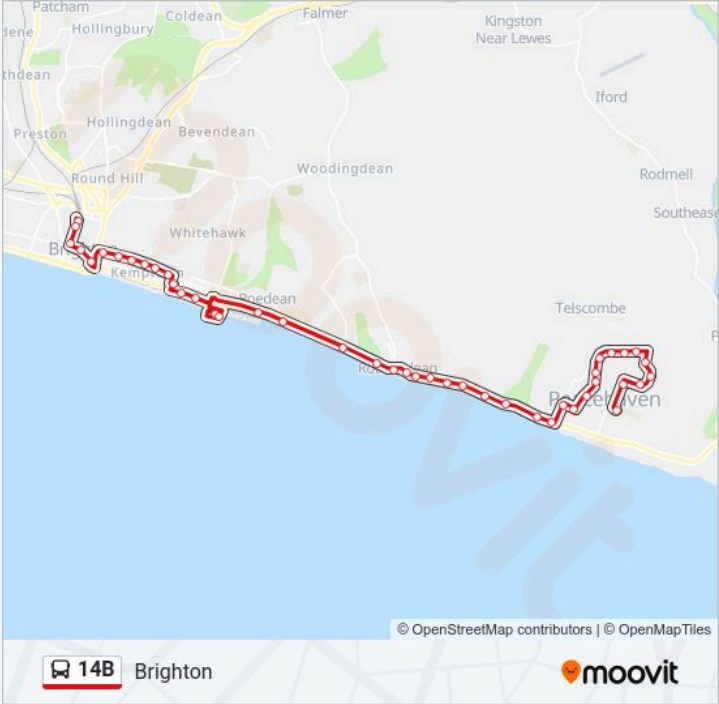 Patcham
Coldean
Falmer
Kingston
Near Lewes
Hollingbury
Iford
Hollingdean
Bevendean
Preston
Woodingdean
Rodmell
Round Hill
Whitehawk
Roedean
Telscombe
© OpenStreetMap contributors | © OpenMapTiles
14B Brighton
moovit